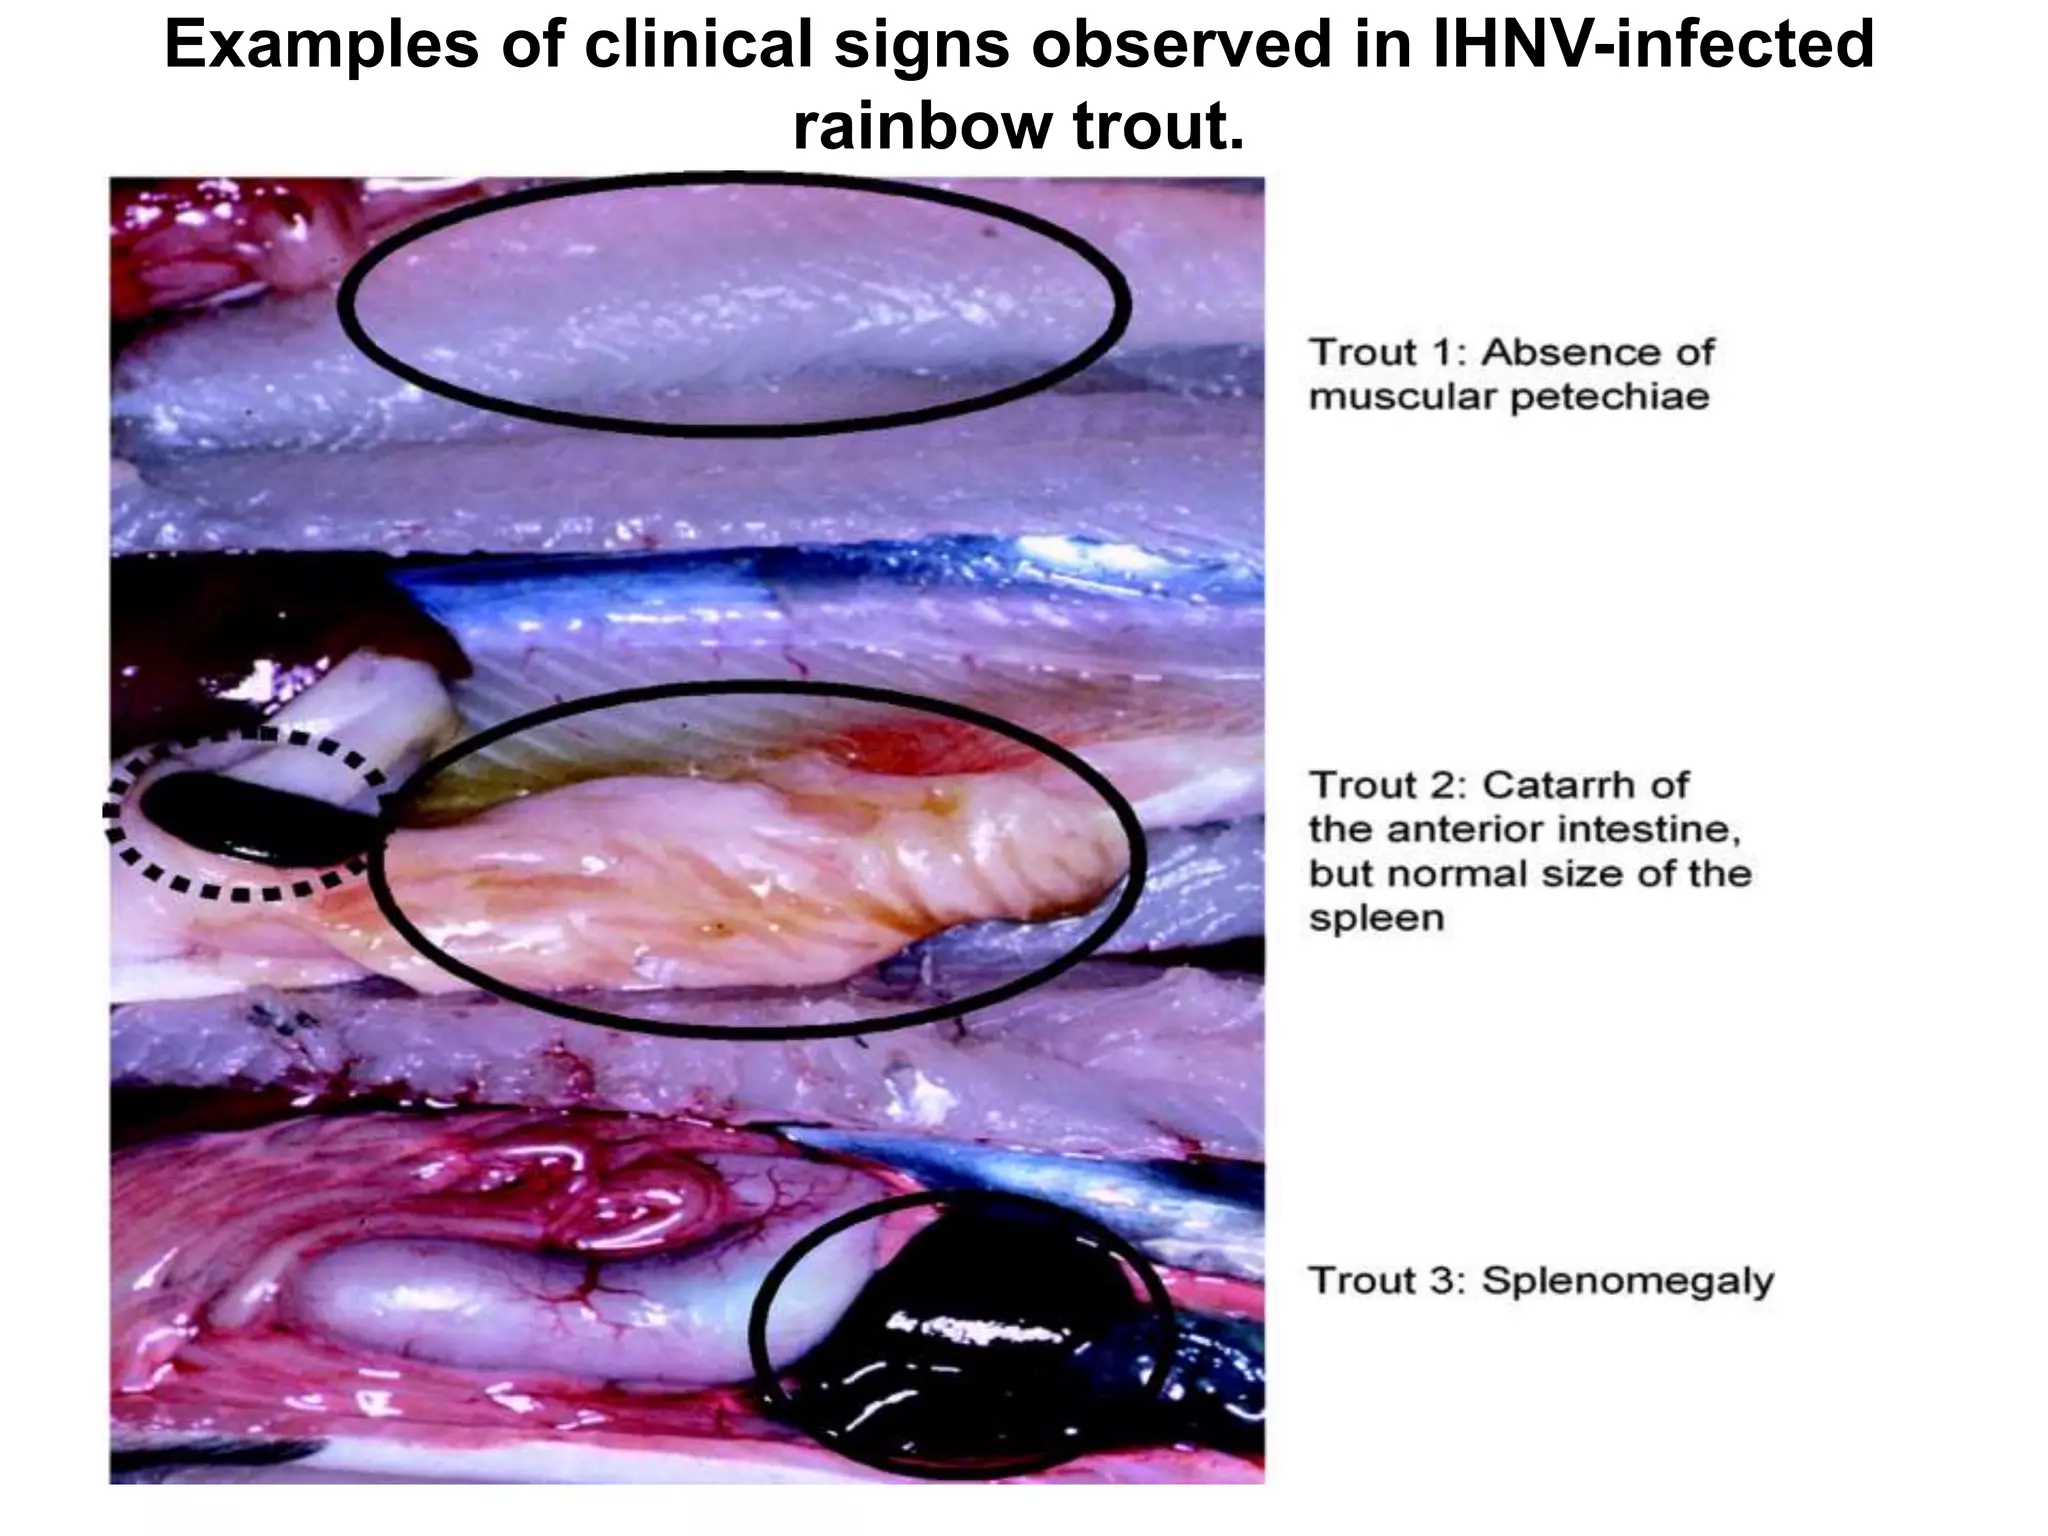 Examples of clinical signs observed in IHNV-infected
rainbow trout.
Trout 1: Absence of
muscular petechiae
Trout 2: Catarrh of
the anterior intestine,
but normal size of the
spleen
Trout 3: Splenomegaly